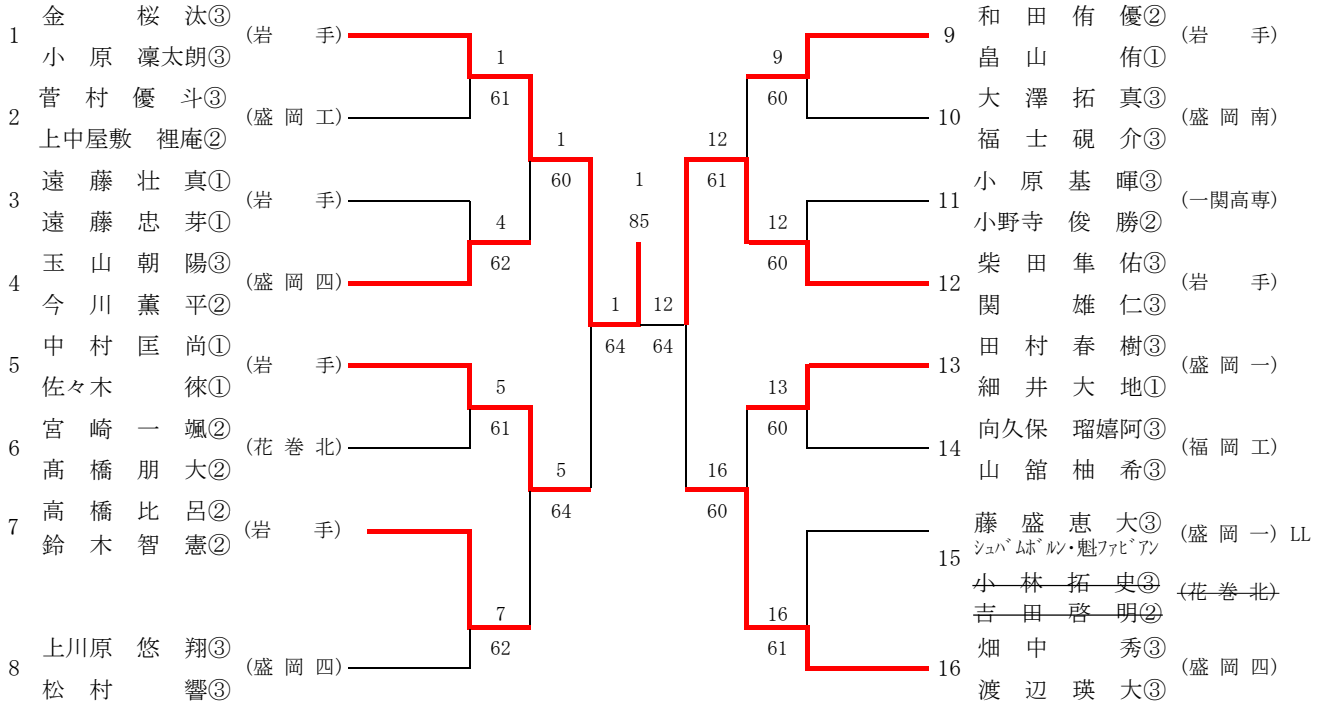 1 金 桜 汰③ (岩 手)
小 原 凜太朗③
2 菅 村 優 斗③ (盛 岡 工)
上中屋敷 裡庵②
3 遠 藤 壮 真① (岩 手)
遠 藤 忠 芽①
4 玉 山 朝 陽③ (盛 岡 四)
今 川 薫 平②
5 中 村 匡 尚① (岩 手)
佐々木 徠①
6 宮 崎 一 颯② (花 巻 北)
髙 橋 朋 大②
7 高 橋 比 呂② (岩 手)
鈴 木 智 憲②
8 上川原 悠 翔③ (盛 岡 四)
松 村 響③
1
61
4
62
5
61
7
62
1
60
5
64
1
64
1
85
12
64
12
61
16
60
9
60
12
60
13
60
16
61
9 和 田 侑 優② (岩 手)
畠 山 侑①
10 大 澤 拓 真③ (盛 岡 南)
福 士 硯 介③
11 小 原 基 暉③ (一関高専)
小野寺 俊 勝②
12 柴 田 隼 佑③ (岩 手)
関 雄 仁③
13 田 村 春 樹③ (盛 岡 一)
細 井 大 地①
14 向久保 瑠嬉阿③ (福 岡 工)
山 舘 柚 希③
15 藤 盛 恵 大③ (盛 岡 一) LL
シュバムボルン・魁ファビアン
小 林 拓 史③ (花 巻 北)
吉 田 啓 明②
16 畑 中 秀③ (盛 岡 四)
渡 辺 瑛 大③